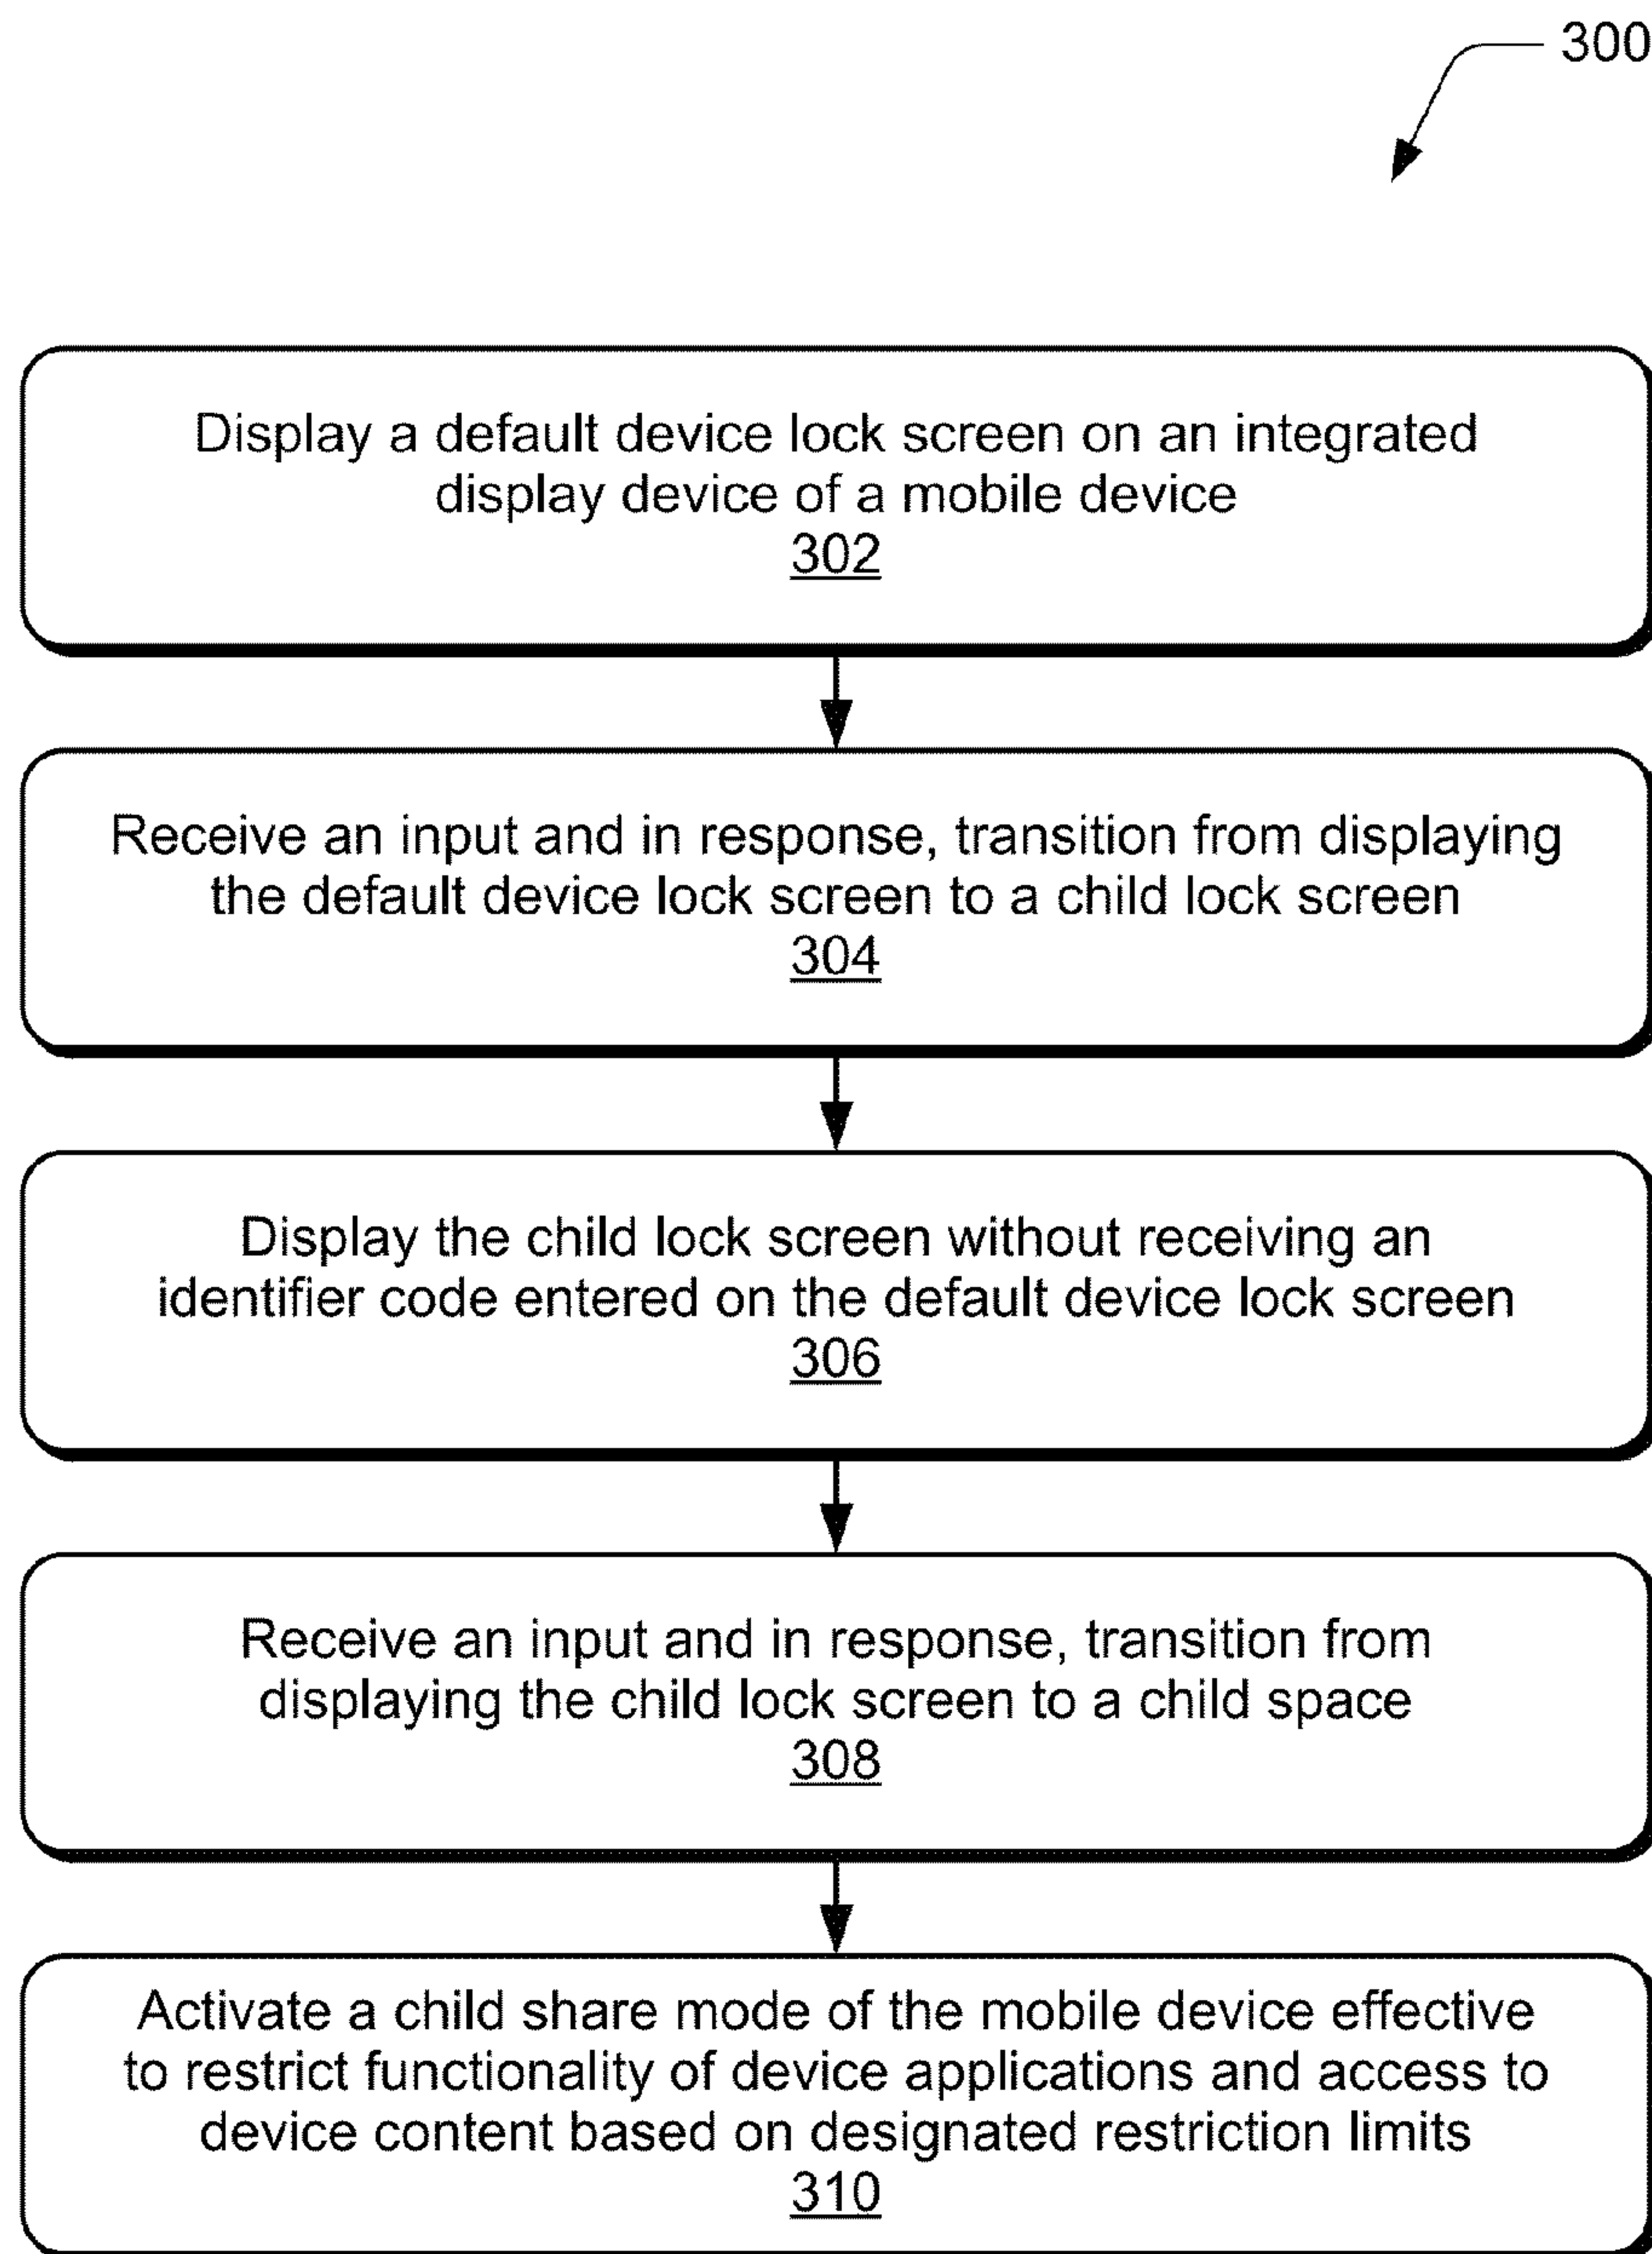 300
Display a default device lock screen on an integrated
display device of a mobile device
302
Receive an input and in response, transition from displaying
the default device lock screen to a child lock screen
304
Display the child lock screen without receiving an
identifier code entered on the default device lock screen
306
Receive an input and in response, transition from
displaying the child lock screen to a child space
308
Activate a child share mode of the mobile device effective
to restrict functionality of device applications and access to
device content based on designated restriction limits
310